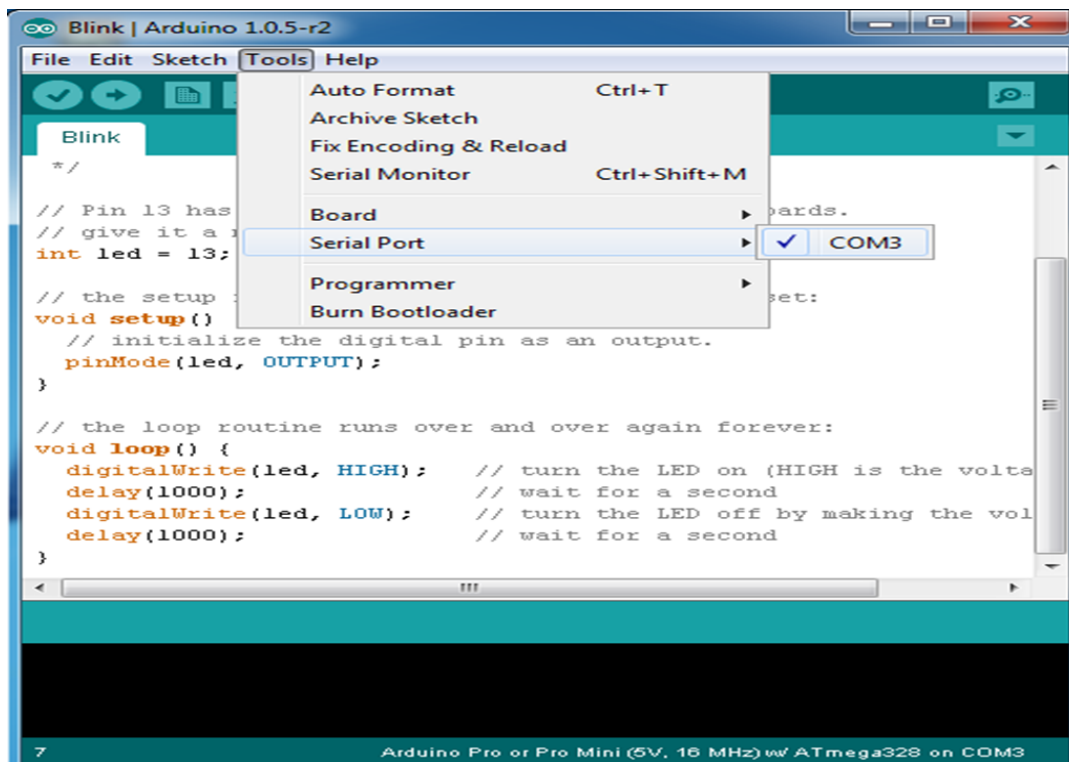 Blink | Arduino 1.0.5-r2
File Edit Sketch Tools Help
Auto Format Ctrl+T
Archive Sketch
Fix Encoding & Reload
Serial Monitor Ctrl+Shift+M
Board
Serial Port
COM3
Programmer
Burn Bootloader
Blink
*/
// Pin 13 has
// give it a
int led = 13;
// the setup
void setup()
// initialize the digital pin as an output.
pinMode(led, OUTPUT);
}
// the loop routine runs over and over again forever:
void loop() {
digitalWrite(led, HIGH); // turn the LED on (HIGH is the volta
delay(1000); // wait for a second
digitalWrite(led, LOW); // turn the LED off by making the vol
delay(1000); // wait for a second
}
7 Arduino Pro or Pro Mini (5V, 16 MHz) w/ ATmega328 on COM3